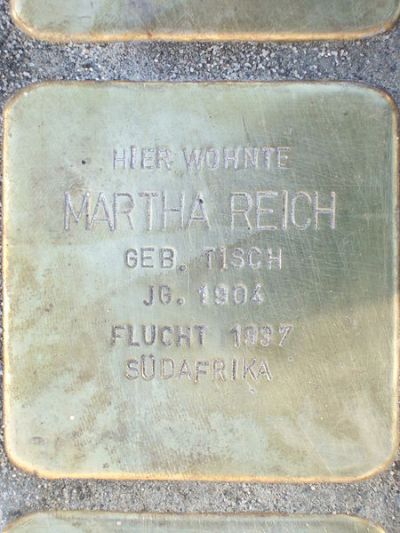 HIER WOHNTE
MARTHA REICH
GEB. TISCH
JG. 1904
FLUCHT 1937
SÜDAFRIKA